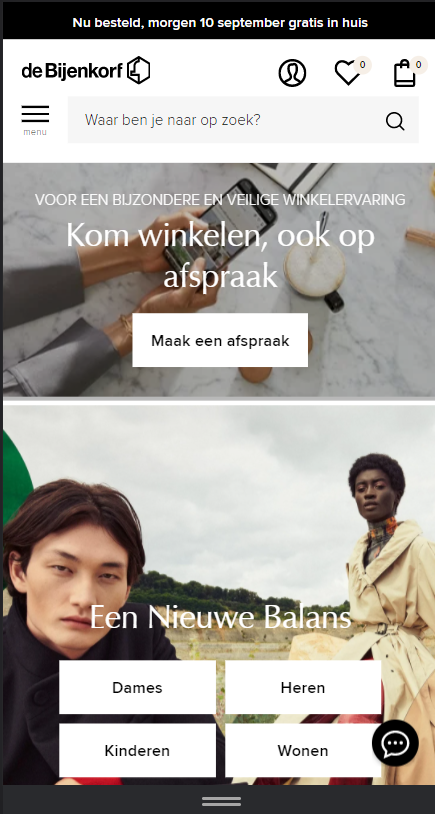 Nu besteld, morgen 10 september gratis in huis
de Bijenkorf
0
0
menu
Waar ben je naar op zoek?
VOOR EEN BIJZONDERE EN VEILIGE WINKELERVARING
Kom winkelen, ook op
afspraak
Maak een afspraak
Een Nieuwe Balans
Dames
Heren
Kinderen
Wonen